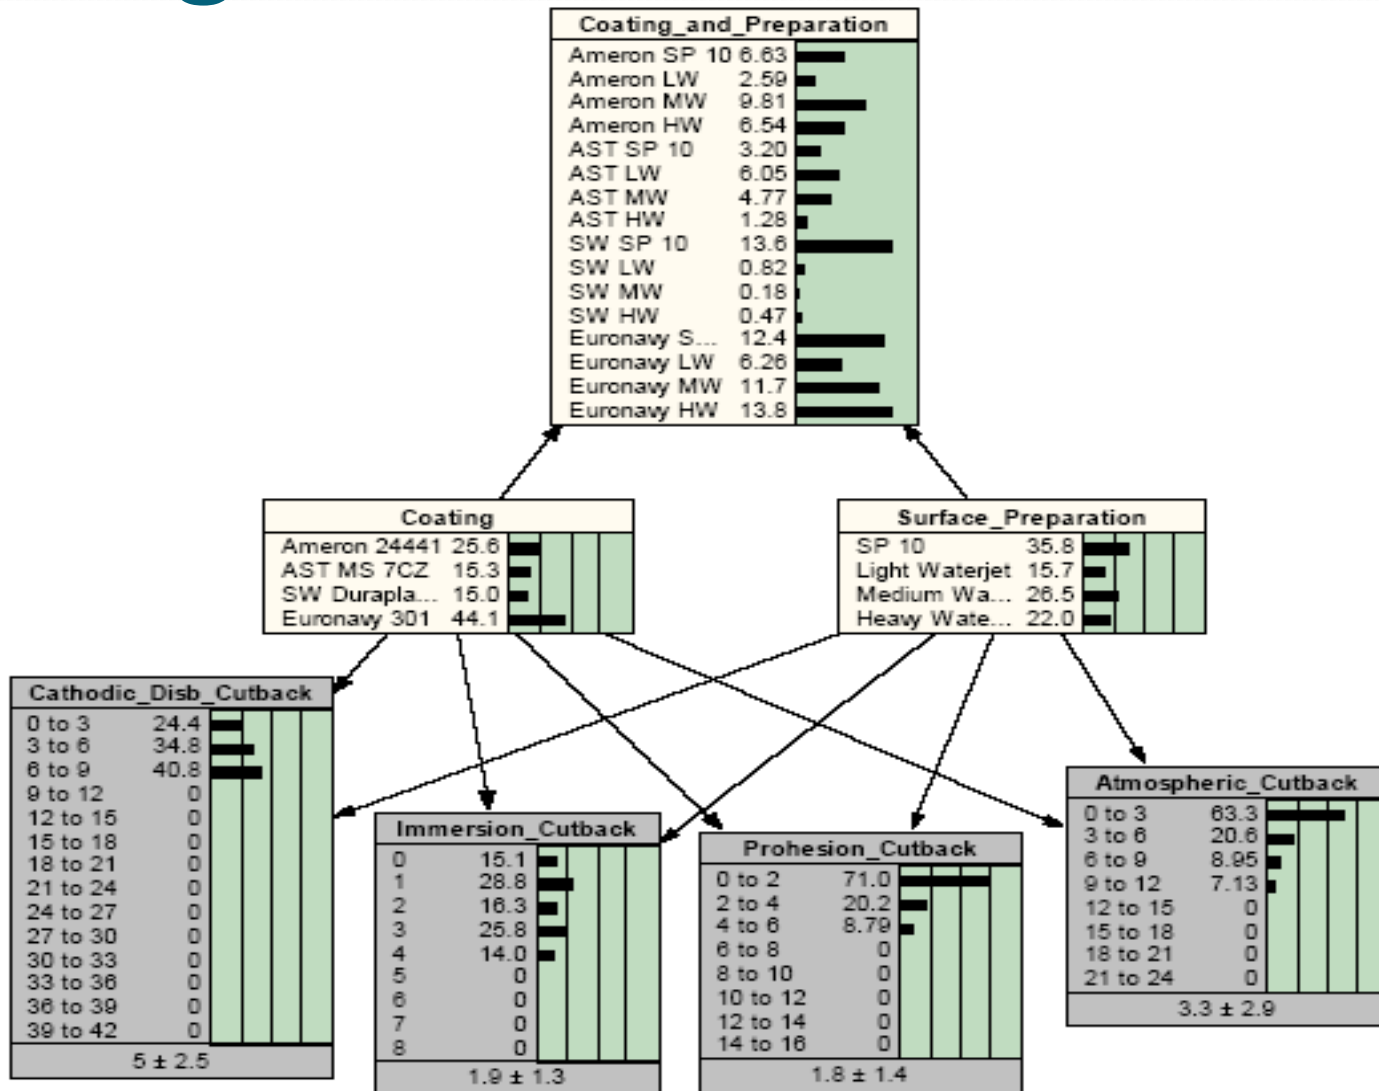 Coating_and_Preparation
Ameron SP 10 6.63
Ameron LW 2.59
Ameron MW 9.81
Ameron HW 6.54
AST SP 10 3.20
AST LW 6.05
AST MW 4.77
AST HW 1.28
SW SP 10 13.6
SW LW 0.82
SW MW 0.18
SW HW 0.47
Euronavy S... 12.4
Euronavy LW 6.26
Euronavy MW 11.7
Euronavy HW 13.8
Coating
Ameron 24441 25.6
AST MS 7CZ 15.3
SW Durapla... 15.0
Euronavy 301 44.1
Surface_Preparation
SP 10 35.8
Light Waterjet 15.7
Medium Wa... 26.5
Heavy Wate... 22.0
Cathodic_Disb_Cutback
0 to 3 24.4
3 to 6 34.8
6 to 9 40.8
9 to 12 0
12 to 15 0
15 to 18 0
18 to 21 0
21 to 24 0
24 to 27 0
27 to 30 0
30 to 33 0
33 to 36 0
36 to 39 0
39 to 42 0
5 ± 2.5
Immersion_Cutback
0 15.1
1 28.8
2 16.3
3 25.8
4 14.0
5 0
6 0
7 0
8 0
1.9 ± 1.3
Prohesion_Cutback
0 to 2 71.0
2 to 4 20.2
4 to 6 8.79
6 to 8 0
8 to 10 0
10 to 12 0
12 to 14 0
14 to 16 0
1.8 ± 1.4
Atmospheric_Cutback
0 to 3 63.3
3 to 6 20.6
6 to 9 8.95
9 to 12 7.13
12 to 15 0
15 to 18 0
18 to 21 0
21 to 24 0
3.3 ± 2.9